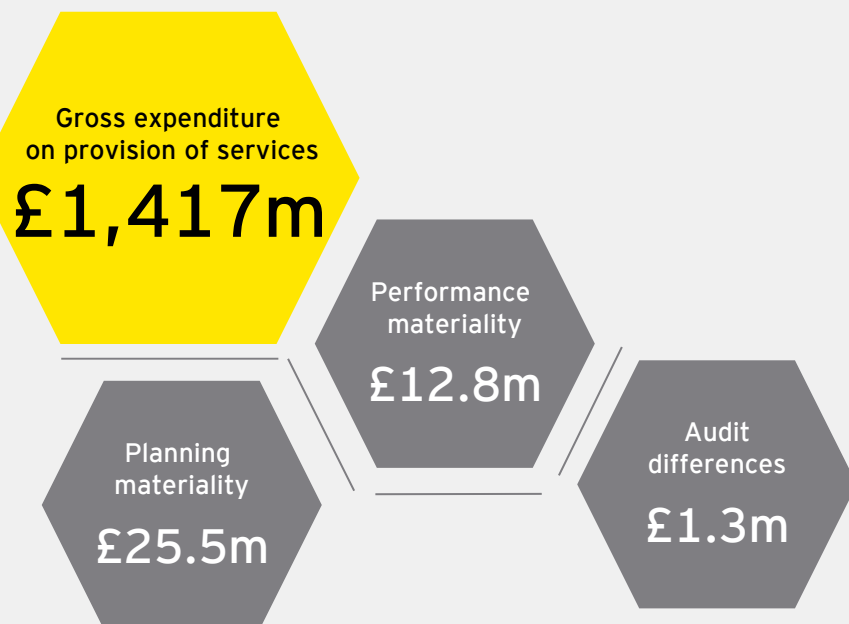 Gross expenditure
on provision of services
£1,417m
Performance
materiality
£12.8m
Planning
materiality
£25.5m
Audit
differences
£1.3m